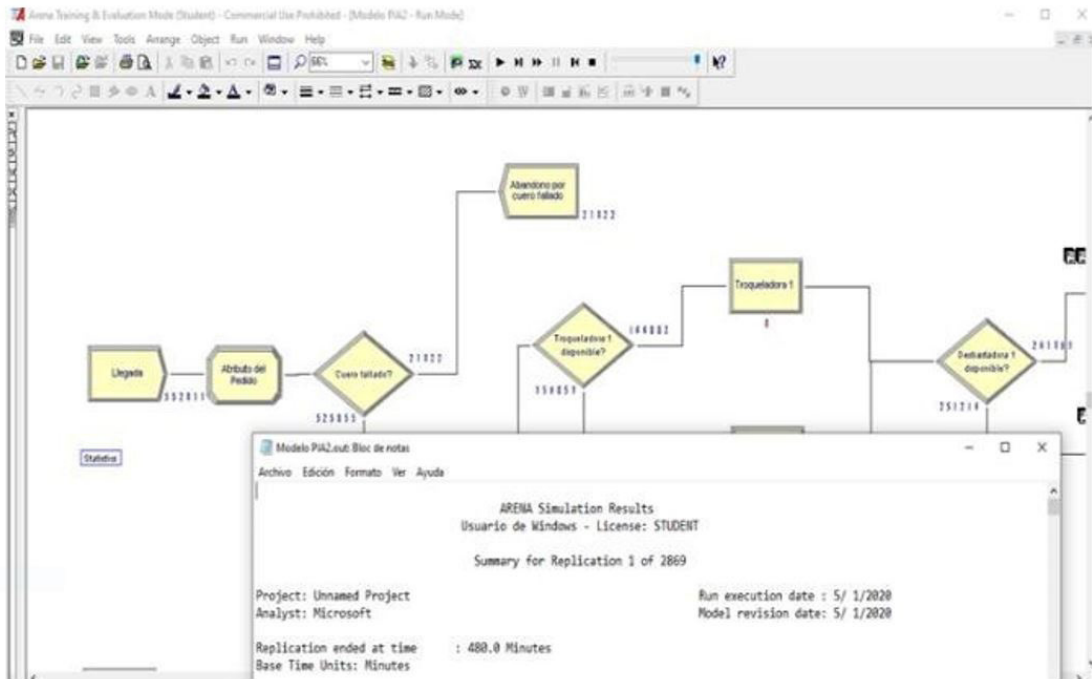 Arena Training & Evaluation Mode (Student) - Commercial Use Prohibited - [Modelo PIA2 - Run Mode]
File Edit View Tools Arrange Object Run Window Help
66%
Abandono por
cuero fallado
21822
Troqueladora 1
Troqueladora 1
disponible?
Desbastadora 1
disponible?
Llegada
Atributo del
Pedido
Cuero fallado?
21822
Statistics
Modelo PIA2.out: Bloc de notas
Archivo Edición Formato Ver Ayuda
ARENA Simulation Results
Usuario de Windows - License: STUDENT
Summary for Replication 1 of 2869
Project: Unnamed Project Run execution date : 5/ 1/2020
Analyst: Microsoft Model revision date: 5/ 1/2020
Replication ended at time : 480.0 Minutes
Base Time Units: Minutes